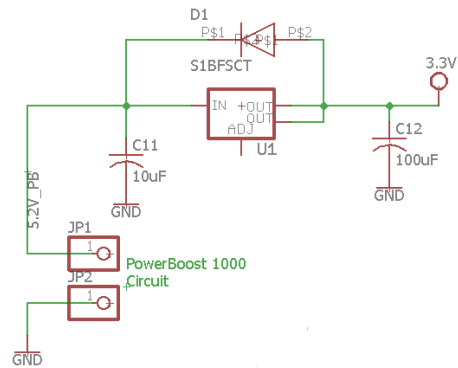 D1
P$1
P$2
S1BFSCT
3.3V
IN
+OUT
OUT
ADJ
U1
C11
10uF
GND
C12
100uF
GND
5.2V_PB
JP1
1
PowerBoost 1000
Circuit
JP2
1
GND